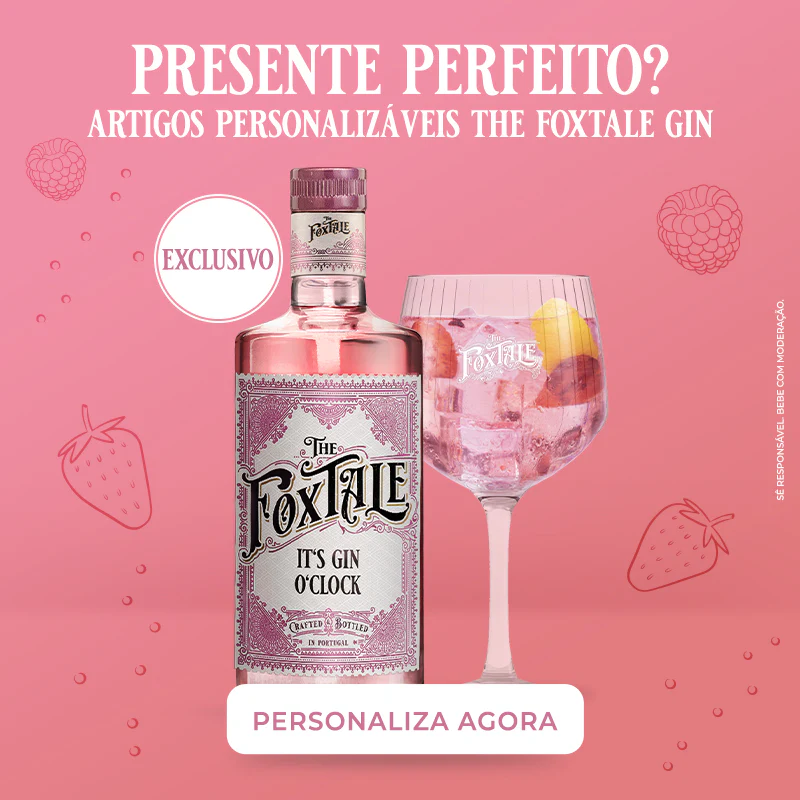 PRESENTE PERFEITO?
ARTIGOS PERSONALIZÁVEIS THE FOXTALE GIN
EXCLUSIVO
THE
FOXTALE
THE
FOXTALE
THE
FOXTALE
IT'S GIN
O'CLOCK
CRAFTED & BOTTLED
IN PORTUGAL
SÊ RESPONSÁVEL. BEBE COM MODERAÇÃO.
PERSONALIZA AGORA